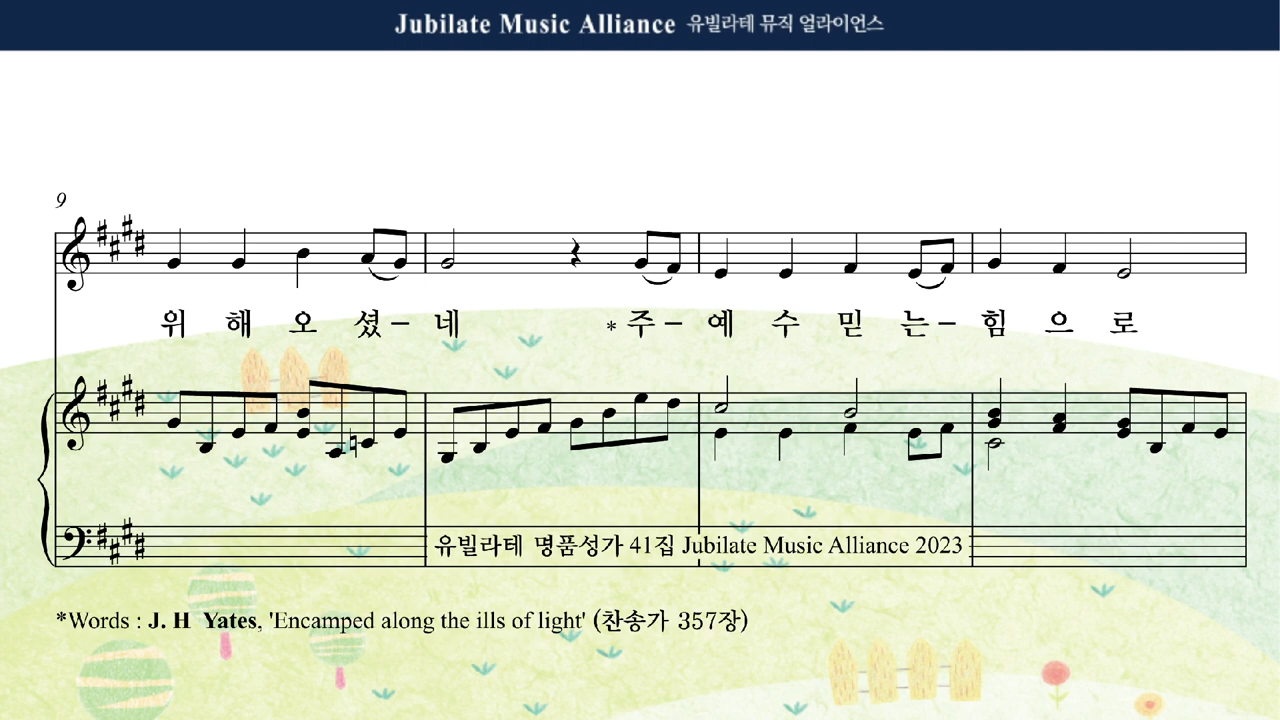 Jubilate Music Alliance 유빌라테 뮤직 얼라이언스
9
위 해 오 셨 – 네 * 주 – 예 수 믿 는 – 힘 으 로
유빌라테 명품성가 41집 Jubilate Music Alliance 2023
*Words : J. H Yates, 'Encamped along the ills of light' (찬송가 357장)